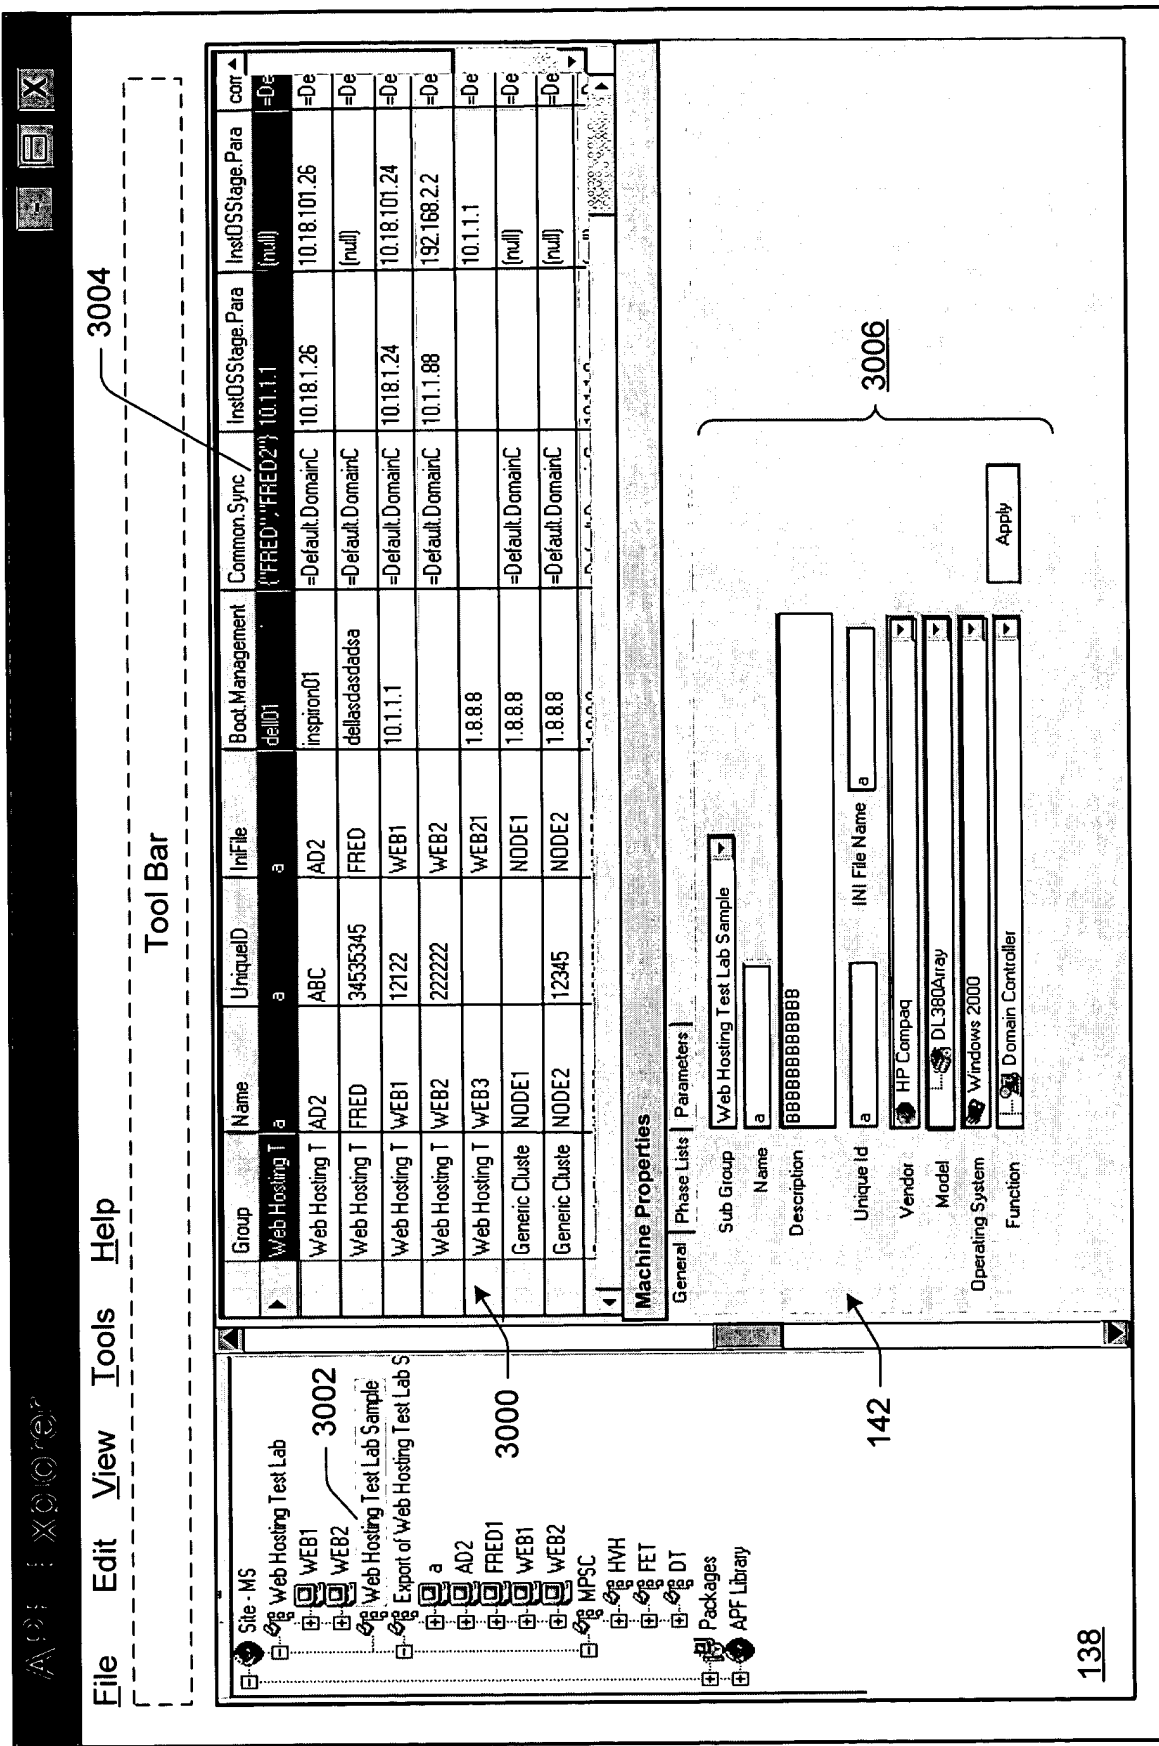 APF Explorer
File Edit View Tools Help
Tool Bar
3004
Site - MS
Web Hosting Test Lab
WEB1
WEB2
3002
Web Hosting Test Lab Sample
Export of Web Hosting Test Lab S
a
AD2
FRED1
WEB1
WEB2
MPSC
HVH
FET
DT
Packages
APF Library
138
3000
142
Group Name UniqueID IniFile Boot.Management Common.Sync InstOSStage.Para InstOSStage.Para
Web Hosting T a a a dell01 {"FRED","FRED2"} 10.1.1.1 (null) =De
Web Hosting T AD2 ABC AD2 inspiron01 =Default.DomainC 10.18.1.26 10.18.101.26 =De
Web Hosting T FRED 34535345 FRED dellasdasdadsa =Default.DomainC (null) =De
Web Hosting T WEB1 12122 WEB1 10.1.1.1 =Default.DomainC 10.18.1.24 10.18.101.24 =De
Web Hosting T WEB2 222222 WEB2 =Default.DomainC 10.1.1.88 192.168.2.2 =De
Web Hosting T WEB3 WEB21 1.8.8.8 10.1.1.1 =De
Generic Cluste NODE1 NODE1 1.8.8.8 =Default.DomainC (null) =De
Generic Cluste NODE2 12345 NODE2 1.8.8.8 =Default.DomainC (null) =De
Machine Properties
General Phase Lists Parameters
Sub Group Web Hosting Test Lab Sample
Name a
Description BBBBBBBBBBB
Unique Id a INI File Name a
Vendor HP Compaq
Model DL380Array
Operating System Windows 2000
Function Domain Controller
Apply
3006